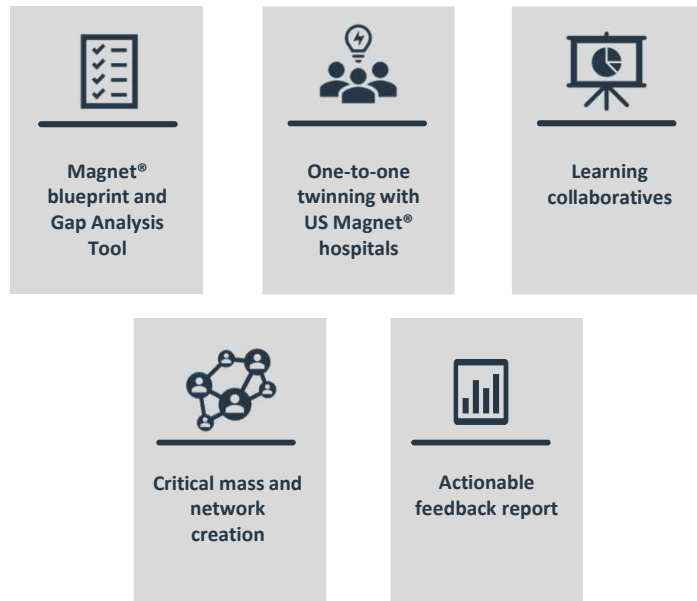 Magnet®
blueprint and
Gap Analysis
Tool
One-to-one
twinning with
US Magnet®
hospitals
Learning
collaboratives
Critical mass and
network
creation
Actionable
feedback report